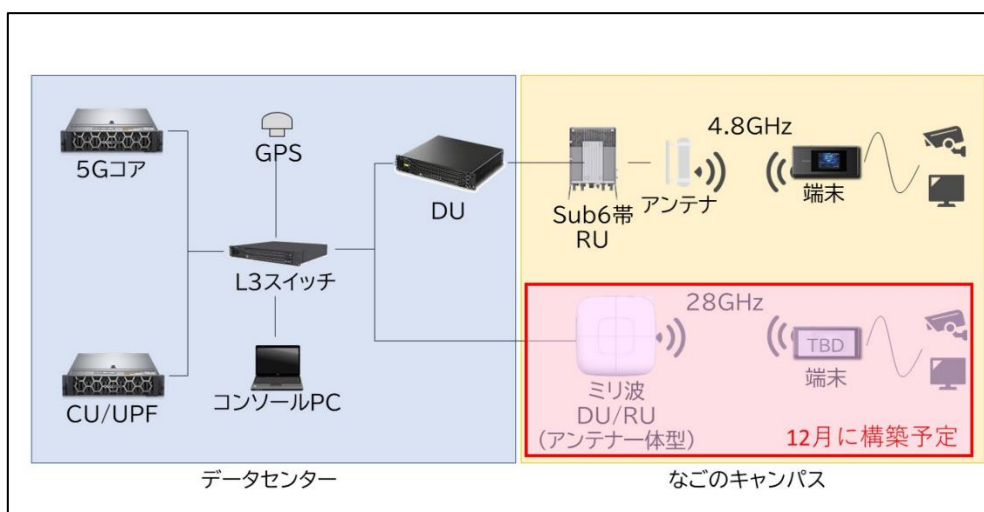 5Gコア
GPS
DU
L3スイッチ
CU/UPF
コンソールPC
データセンター
Sub6帯
RU
アンテナ
4.8GHz
端末
28GHz
ミリ波
DU/RU
(アンテナ一体型)
TBD
端末
12月に構築予定
なごのキャンパス